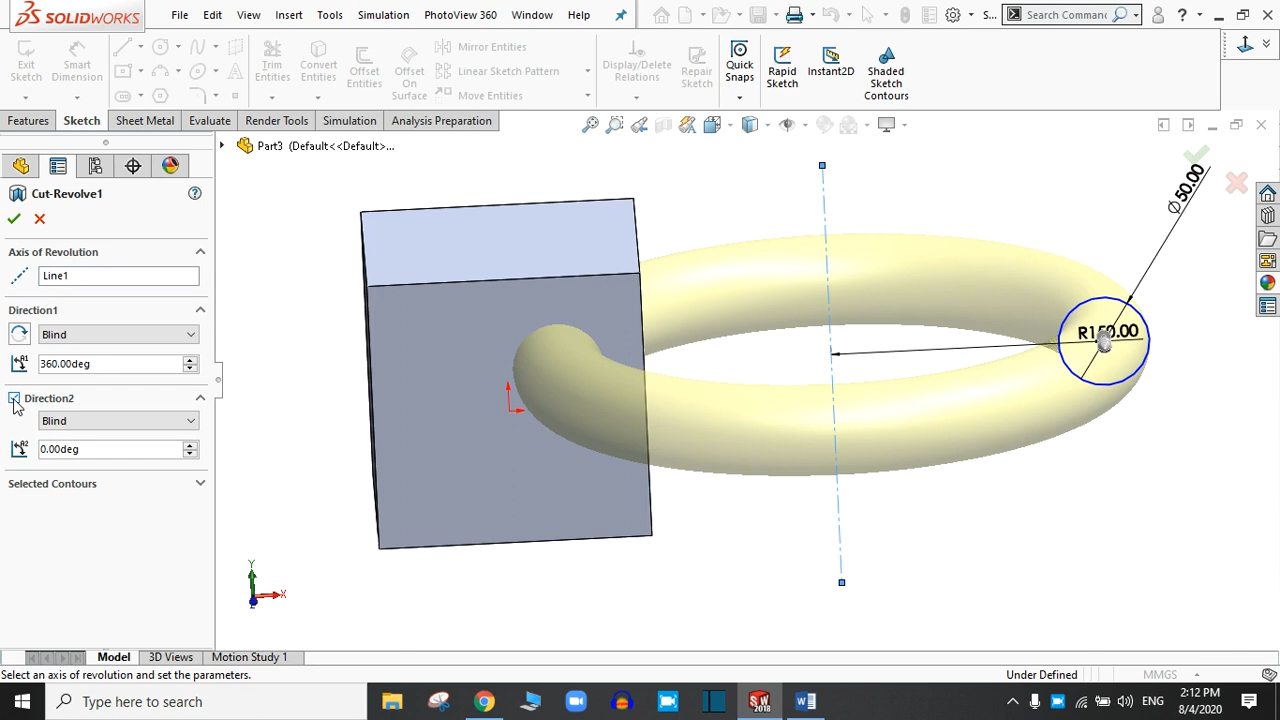 SOLIDWORKS File Edit View Insert Tools Simulation PhotoView 360 Window Help S... Search Comman
Exit Sketch Smart Dimension Trim Entities Convert Entities Offset Entities Offset On Surface Mirror Entities Linear Sketch Pattern Move Entities Display/Delete Relations Repair Sketch Quick Snaps Rapid Sketch Instant2D Shaded Sketch Contours
Features Sketch Sheet Metal Evaluate Render Tools Simulation Analysis Preparation
Part3 (Default<<Default>...
Cut-Revolve1
Axis of Revolution
Line1
Direction1
Blind
360.00deg
Direction2
Blind
0.00deg
Selected Contours
Ø50.00
R150.00
Y
X
Z
Model 3D Views Motion Study 1
Select an axis of revolution and set the parameters. Under Defined MMGS
Type here to search ENG 2:12 PM
8/4/2020